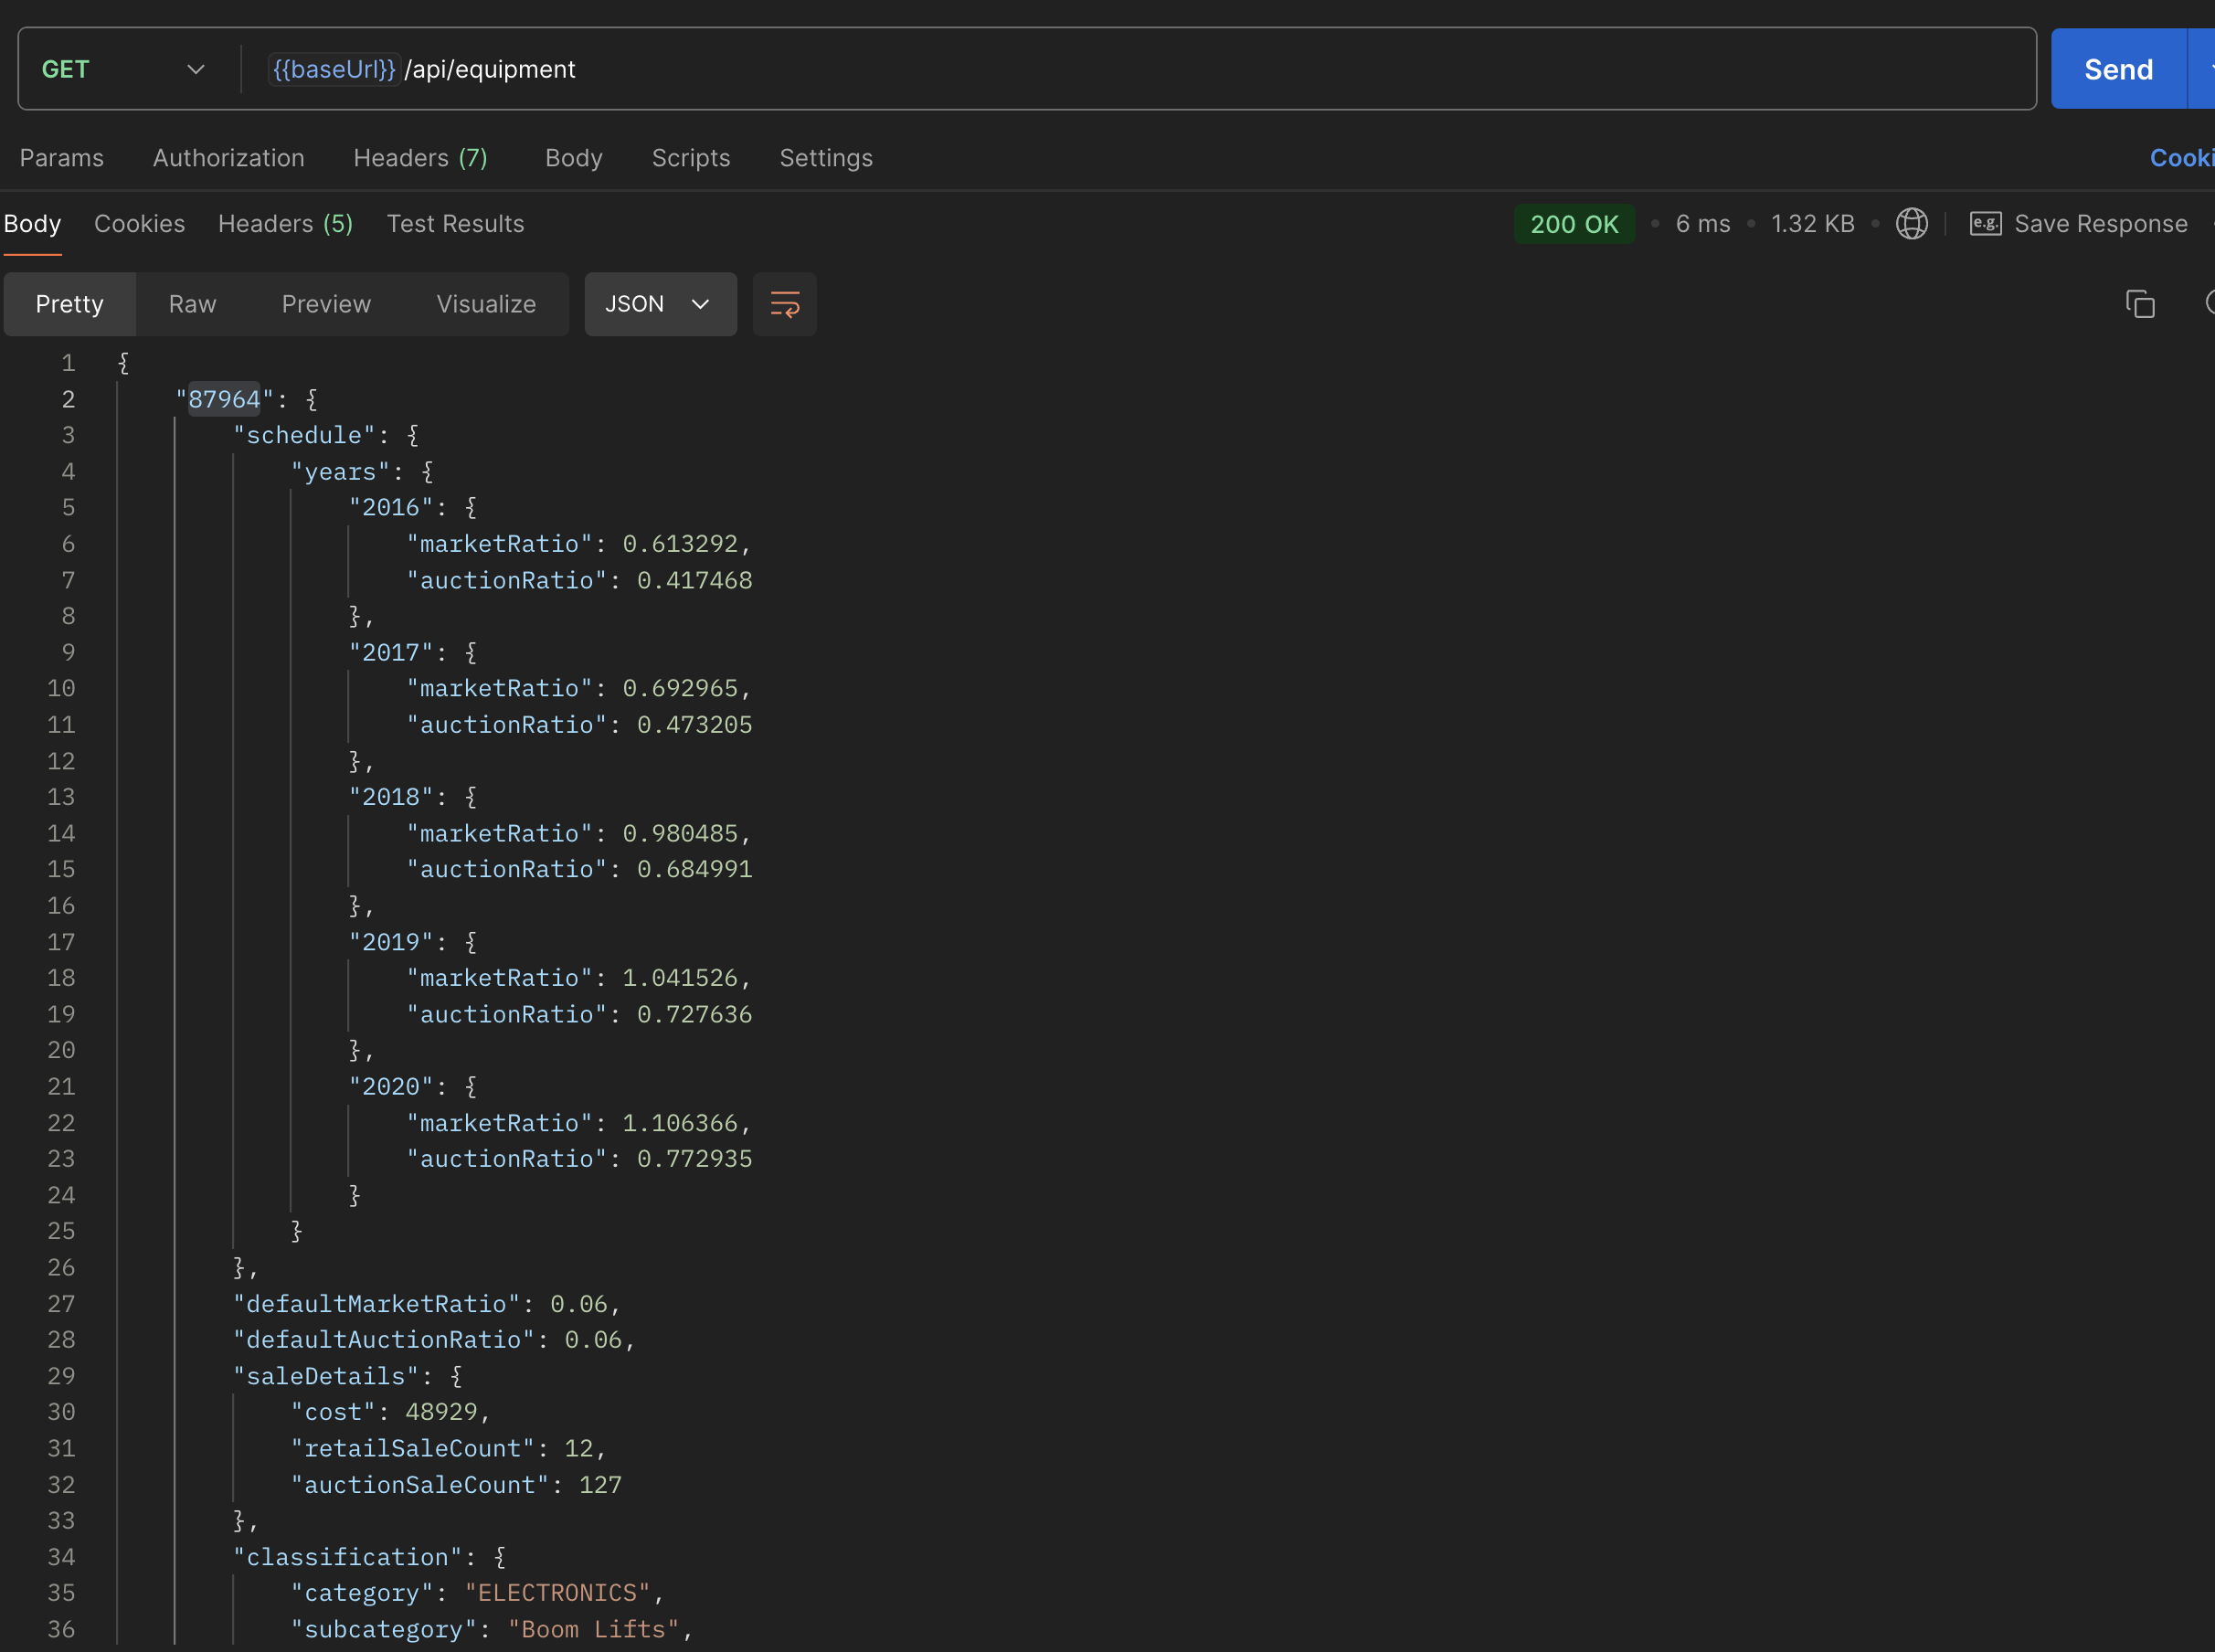 GET {{baseUrl}}/api/equipment Send
Params Authorization Headers (7) Body Scripts Settings
Body Cookies Headers (5) Test Results 200 OK • 6 ms • 1.32 KB • e.g. Save Response
Pretty Raw Preview Visualize JSON
1 {
2 "87964": {
3 "schedule": {
4 "years": {
5 "2016": {
6 "marketRatio": 0.613292,
7 "auctionRatio": 0.417468
8 },
9 "2017": {
10 "marketRatio": 0.692965,
11 "auctionRatio": 0.473205
12 },
13 "2018": {
14 "marketRatio": 0.980485,
15 "auctionRatio": 0.684991
16 },
17 "2019": {
18 "marketRatio": 1.041526,
19 "auctionRatio": 0.727636
20 },
21 "2020": {
22 "marketRatio": 1.106366,
23 "auctionRatio": 0.772935
24 }
25 }
26 },
27 "defaultMarketRatio": 0.06,
28 "defaultAuctionRatio": 0.06,
29 "saleDetails": {
30 "cost": 48929,
31 "retailSaleCount": 12,
32 "auctionSaleCount": 127
33 },
34 "classification": {
35 "category": "ELECTRONICS",
36 "subcategory": "Boom Lifts",